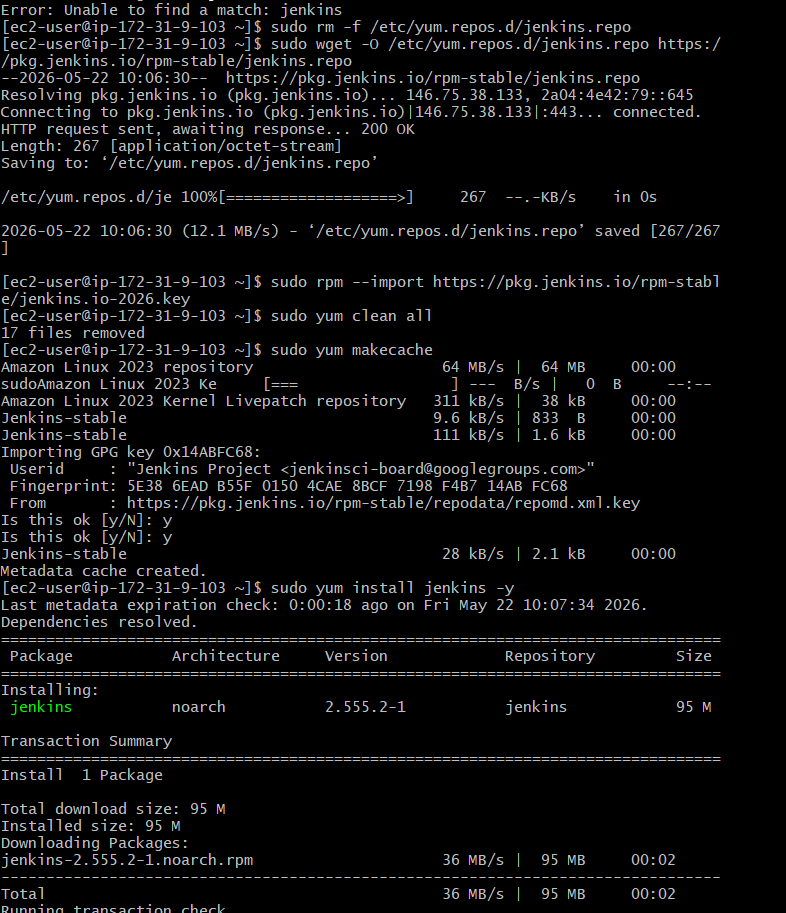 Error: Unable to find a match: jenkins
[ec2-user@ip-172-31-9-103 ~]$ sudo rm -f /etc/yum.repos.d/jenkins.repo
[ec2-user@ip-172-31-9-103 ~]$ sudo wget -O /etc/yum.repos.d/jenkins.repo https:/
/pkg.jenkins.io/rpm-stable/jenkins.repo
--2026-05-22 10:06:30--  https://pkg.jenkins.io/rpm-stable/jenkins.repo
Resolving pkg.jenkins.io (pkg.jenkins.io)... 146.75.38.133, 2a04:4e42:79::645
Connecting to pkg.jenkins.io (pkg.jenkins.io)|146.75.38.133|:443... connected.
HTTP request sent, awaiting response... 200 OK
Length: 267 [application/octet-stream]
Saving to: ‘/etc/yum.repos.d/jenkins.repo’
/etc/yum.repos.d/je 100%[===================>]     267  --.-KB/s    in 0s
2026-05-22 10:06:30 (12.1 MB/s) - ‘/etc/yum.repos.d/jenkins.repo’ saved [267/267
]
[ec2-user@ip-172-31-9-103 ~]$ sudo rpm --import https://pkg.jenkins.io/rpm-stabl
e/jenkins.io-2026.key
[ec2-user@ip-172-31-9-103 ~]$ sudo yum clean all
17 files removed
[ec2-user@ip-172-31-9-103 ~]$ sudo yum makecache
Amazon Linux 2023 repository                     64 MB/s |  64 MB     00:00
sudoAmazon Linux 2023 Ke     [===              ] ---  B/s |   0  B     --:--
Amazon Linux 2023 Kernel Livepatch repository   311 kB/s |  38 kB     00:00
Jenkins-stable                                  9.6 kB/s | 833  B     00:00
Jenkins-stable                                  111 kB/s | 1.6 kB     00:00
Importing GPG key 0x14ABFC68:
 Userid     : "Jenkins Project <jenkinsci-board@googlegroups.com>"
 Fingerprint: 5E38 6EAD B55F 0150 4CAE 8BCF 7198 F4B7 14AB FC68
 From       : https://pkg.jenkins.io/rpm-stable/repodata/repomd.xml.key
Is this ok [y/N]: y
Is this ok [y/N]: y
Jenkins-stable                                   28 kB/s | 2.1 kB     00:00
Metadata cache created.
[ec2-user@ip-172-31-9-103 ~]$ sudo yum install jenkins -y
Last metadata expiration check: 0:00:18 ago on Fri May 22 10:07:34 2026.
Dependencies resolved.
================================================================================
 Package           Architecture     Version             Repository         Size
================================================================================
Installing:
 jenkins           noarch           2.555.2-1           jenkins            95 M
Transaction Summary
================================================================================
Install  1 Package
Total download size: 95 M
Installed size: 95 M
Downloading Packages:
jenkins-2.555.2-1.noarch.rpm                     36 MB/s |  95 MB     00:02
--------------------------------------------------------------------------------
Total                                            36 MB/s |  95 MB     00:02
Running transaction check